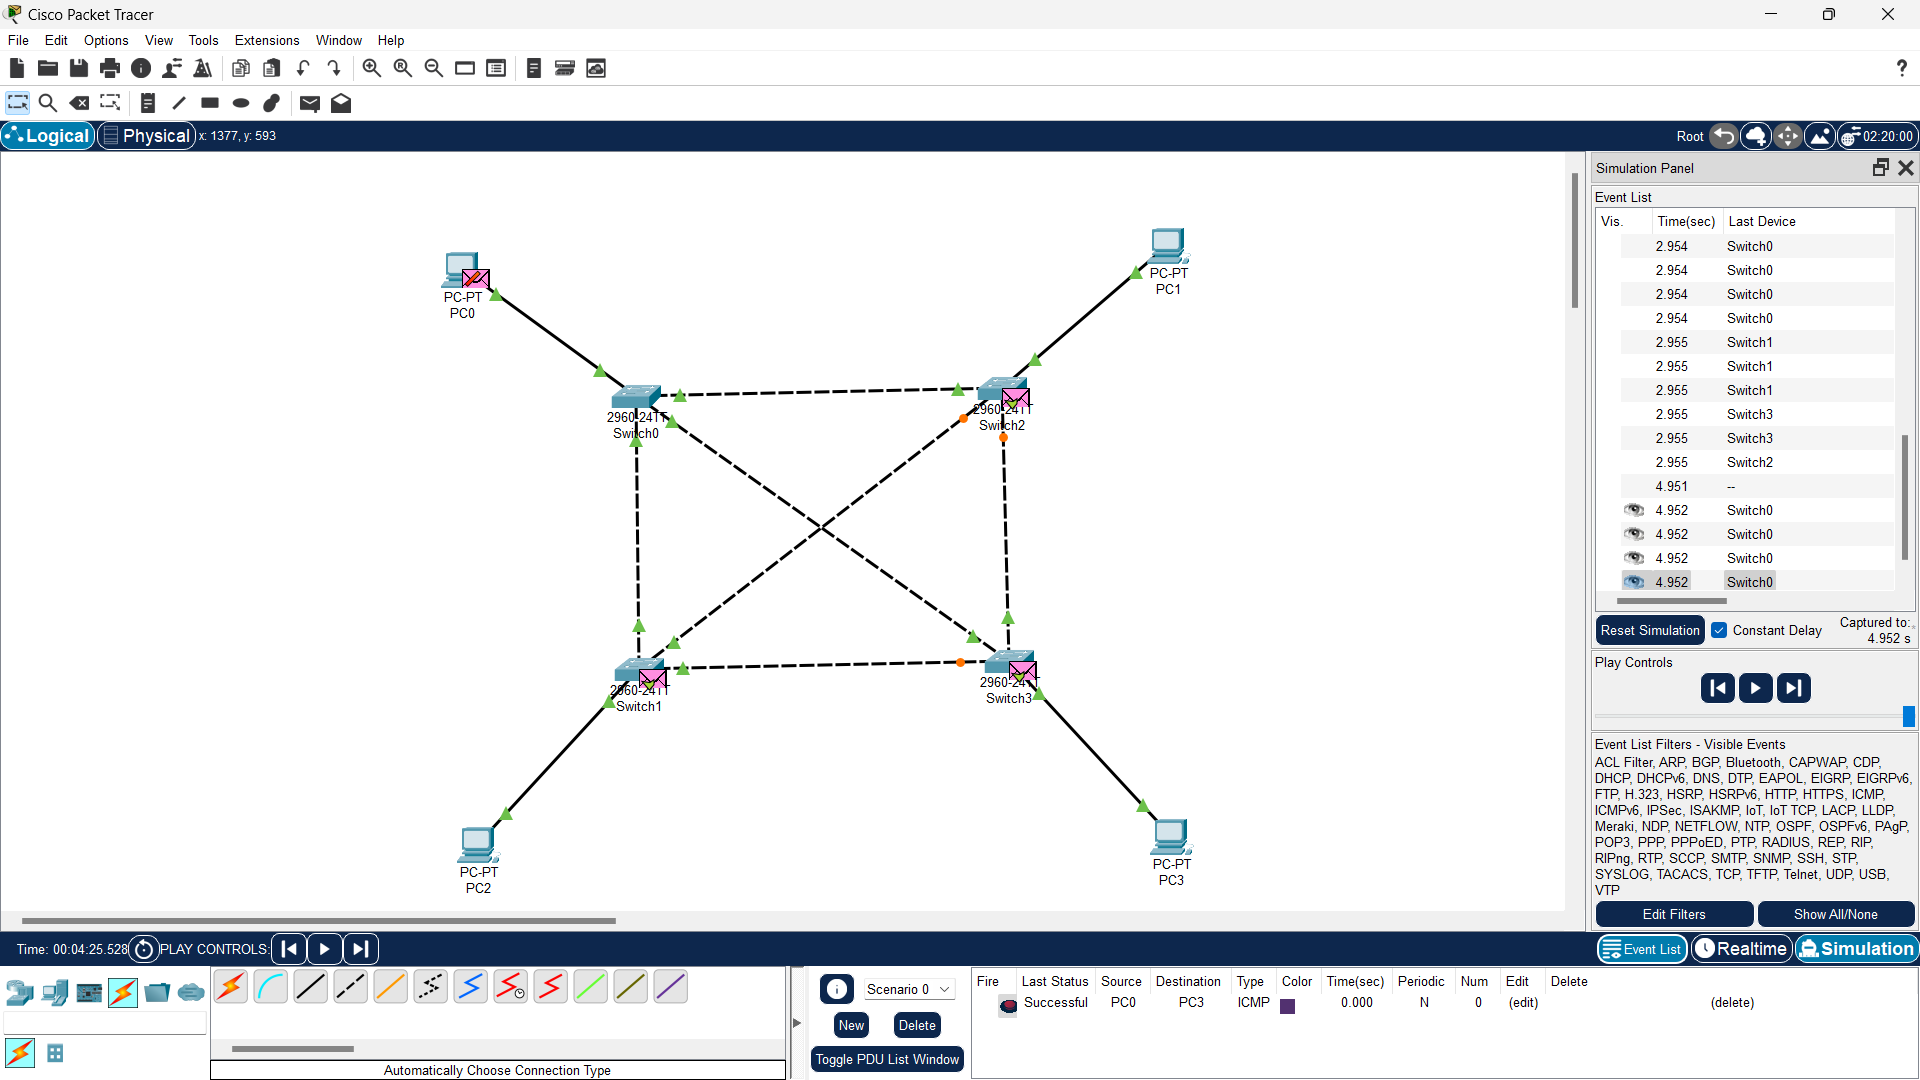 Cisco Packet Tracer
File Edit Options View Tools Extensions Window Help
?
Logical Physical x: 1377, y: 593 Root 02:20:00
Simulation Panel
Event List
Vis. Time(sec) Last Device
2.954 Switch0
2.954 Switch0
2.954 Switch0
2.954 Switch0
2.955 Switch1
2.955 Switch1
2.955 Switch1
2.955 Switch3
2.955 Switch3
2.955 Switch2
4.951 --
4.952 Switch0
4.952 Switch0
4.952 Switch0
4.952 Switch0
Reset Simulation Constant Delay Captured to:
4.952 s
Play Controls
Event List Filters - Visible Events
ACL Filter, ARP, BGP, Bluetooth, CAPWAP, CDP,
DHCP, DHCPv6, DNS, DTP, EAPOL, EIGRP, EIGRPv6,
FTP, H.323, HSRP, HSRPv6, HTTP, HTTPS, ICMP,
ICMPv6, IPSec, ISAKMP, IoT, IoT TCP, LACP, LLDP,
Meraki, NDP, NETFLOW, NTP, OSPF, OSPFv6, PAgP,
POP3, PPP, PPPoED, PTP, RADIUS, REP, RIP,
RIPng, RTP, SCCP, SMTP, SNMP, SSH, STP,
SYSLOG, TACACS, TCP, TFTP, Telnet, UDP, USB,
VTP
Edit Filters Show All/None
PC-PT
PC0
PC-PT
PC1
2960-24TT
Switch0
2960-24TT
Switch2
2960-24TT
Switch1
2960-24TT
Switch3
PC-PT
PC2
PC-PT
PC3
Time: 00:04:25.528 PLAY CONTROLS: Event List Realtime Simulation
Automatically Choose Connection Type
Scenario 0
New Delete
Toggle PDU List Window
Fire Last Status Source Destination Type Color Time(sec) Periodic Num Edit Delete
Successful PC0 PC3 ICMP 0.000 N 0 (edit) (delete)